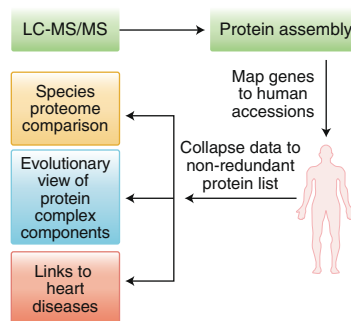 LC-MS/MS
Protein assembly
Map genes
to human
accessions
Species
proteome
comparison
Collapse data to
non-redundant
protein list
Evolutionary
view of
protein
complex
components
Links to
heart
diseases